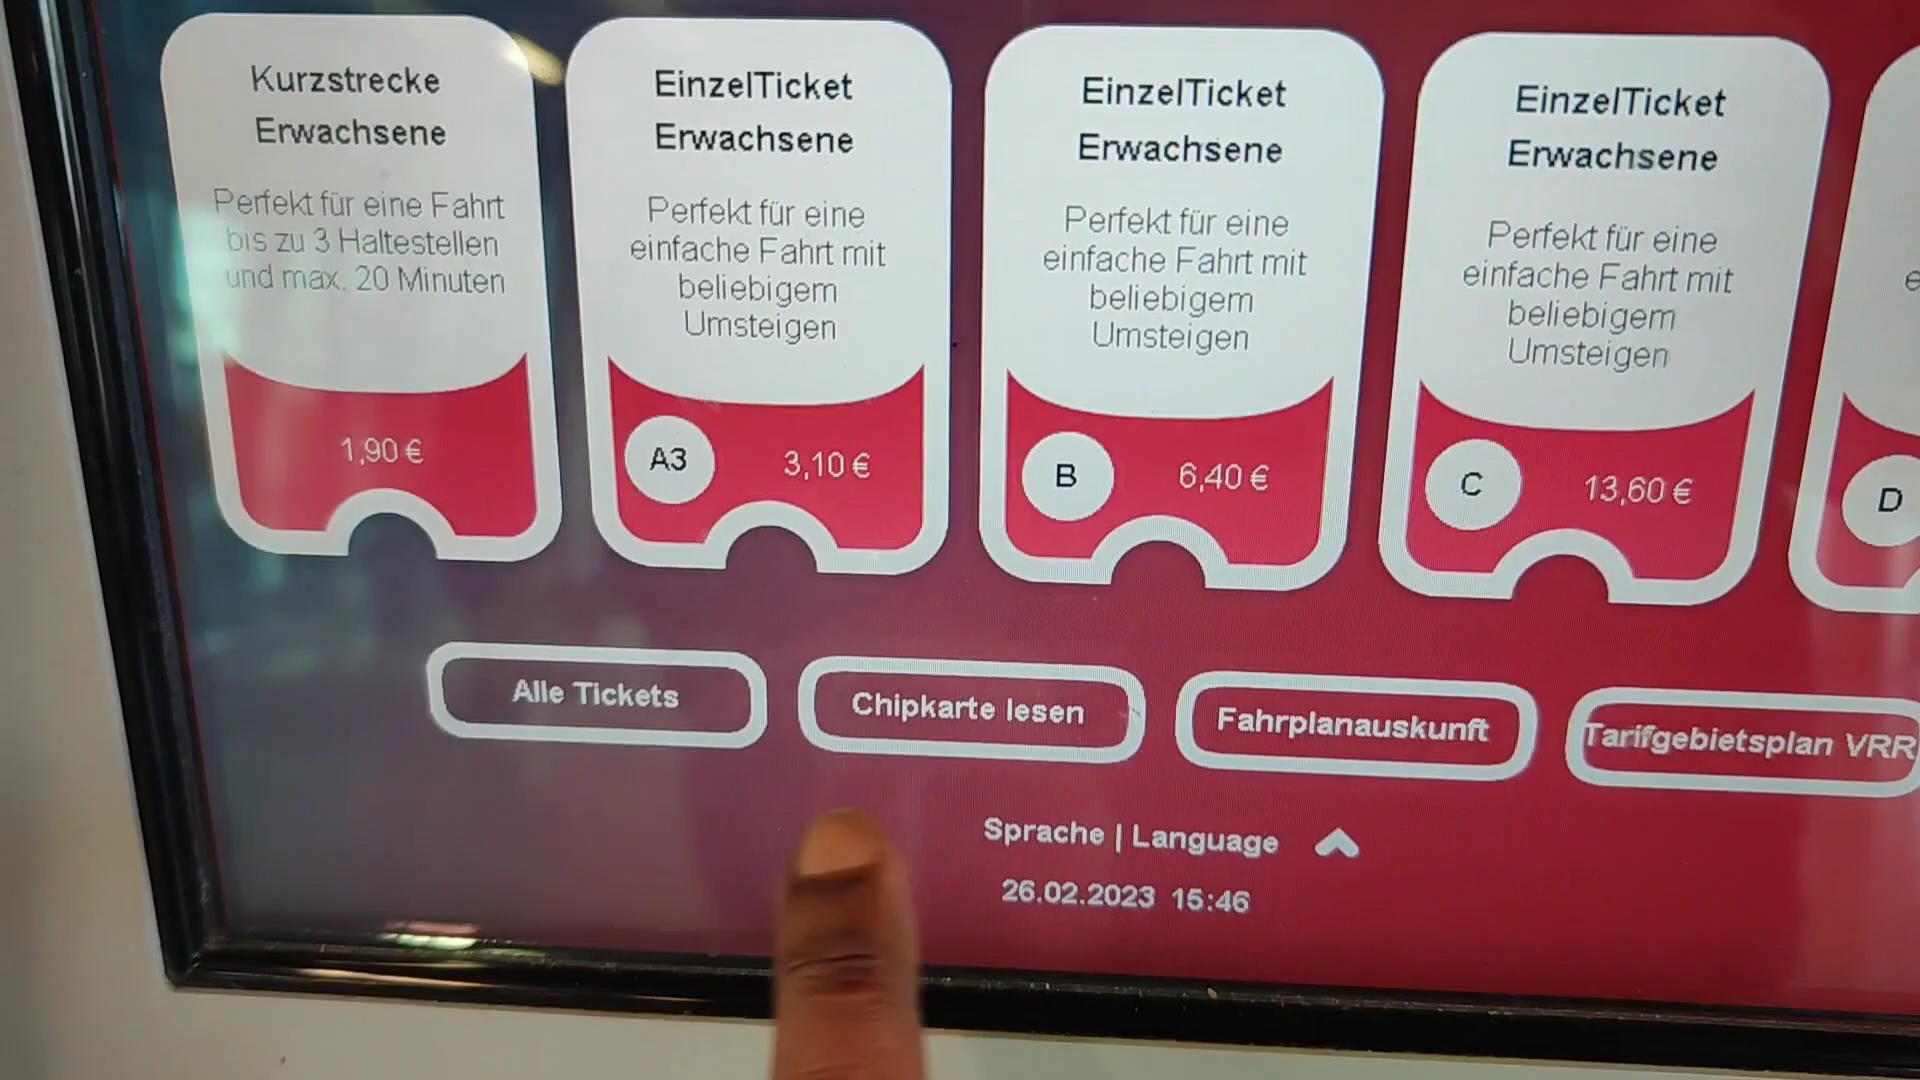 Kurzstrecke
Erwachsene
Perfekt für eine Fahrt
bis zu 3 Haltestellen
und max. 20 Minuten
1,90 €
EinzelTicket
Erwachsene
Perfekt für eine
einfache Fahrt mit
beliebigem
Umsteigen
A3 3,10 €
EinzelTicket
Erwachsene
Perfekt für eine
einfache Fahrt mit
beliebigem
Umsteigen
B 6,40 €
EinzelTicket
Erwachsene
Perfekt für eine
einfache Fahrt mit
beliebigem
Umsteigen
C 13,60 €
D
Alle Tickets
Chipkarte lesen
Fahrplanauskunft
Tarifgebietsplan VRR
Sprache | Language
26.02.2023 15:46